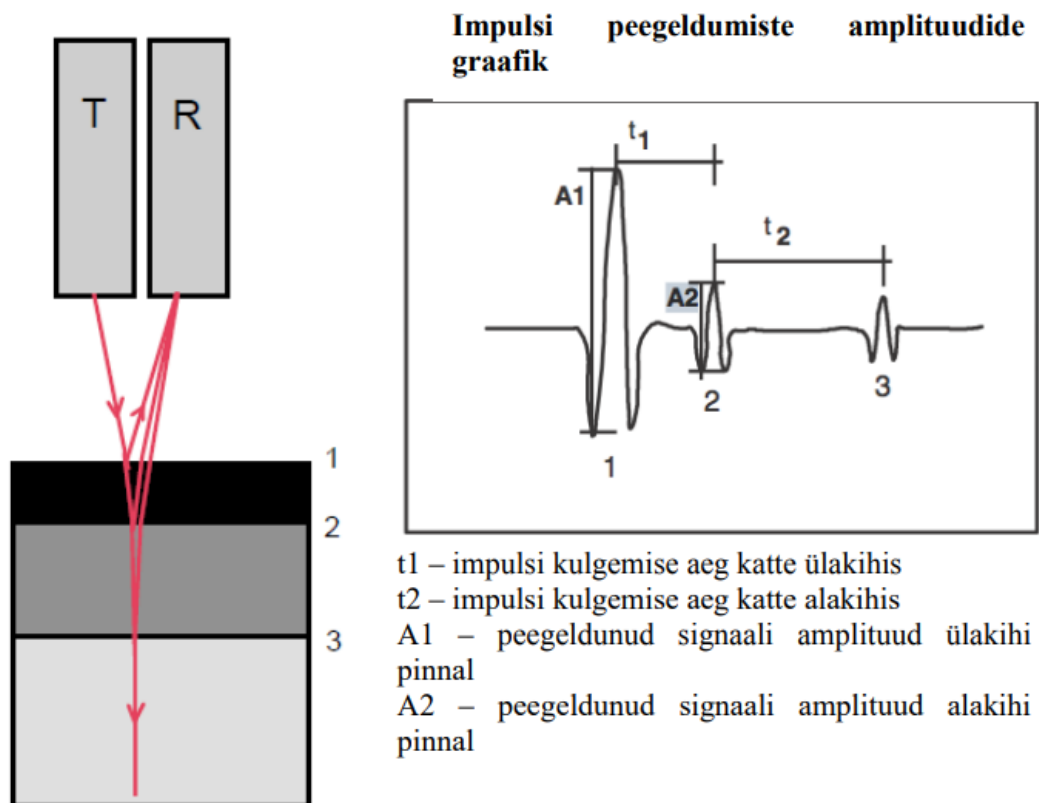 T R
1
2
3
Impulsi peegeldumiste amplituudide
graafik
t1
A1
t2
A2
1
2
3
t1 – impulsi kulgemise aeg katte ülakihis
t2 – impulsi kulgemise aeg katte alakihis
A1 – peegeldunud signaali amplituud ülakihi
pinnal
A2 – peegeldunud signaali amplituud alakihi
pinnal